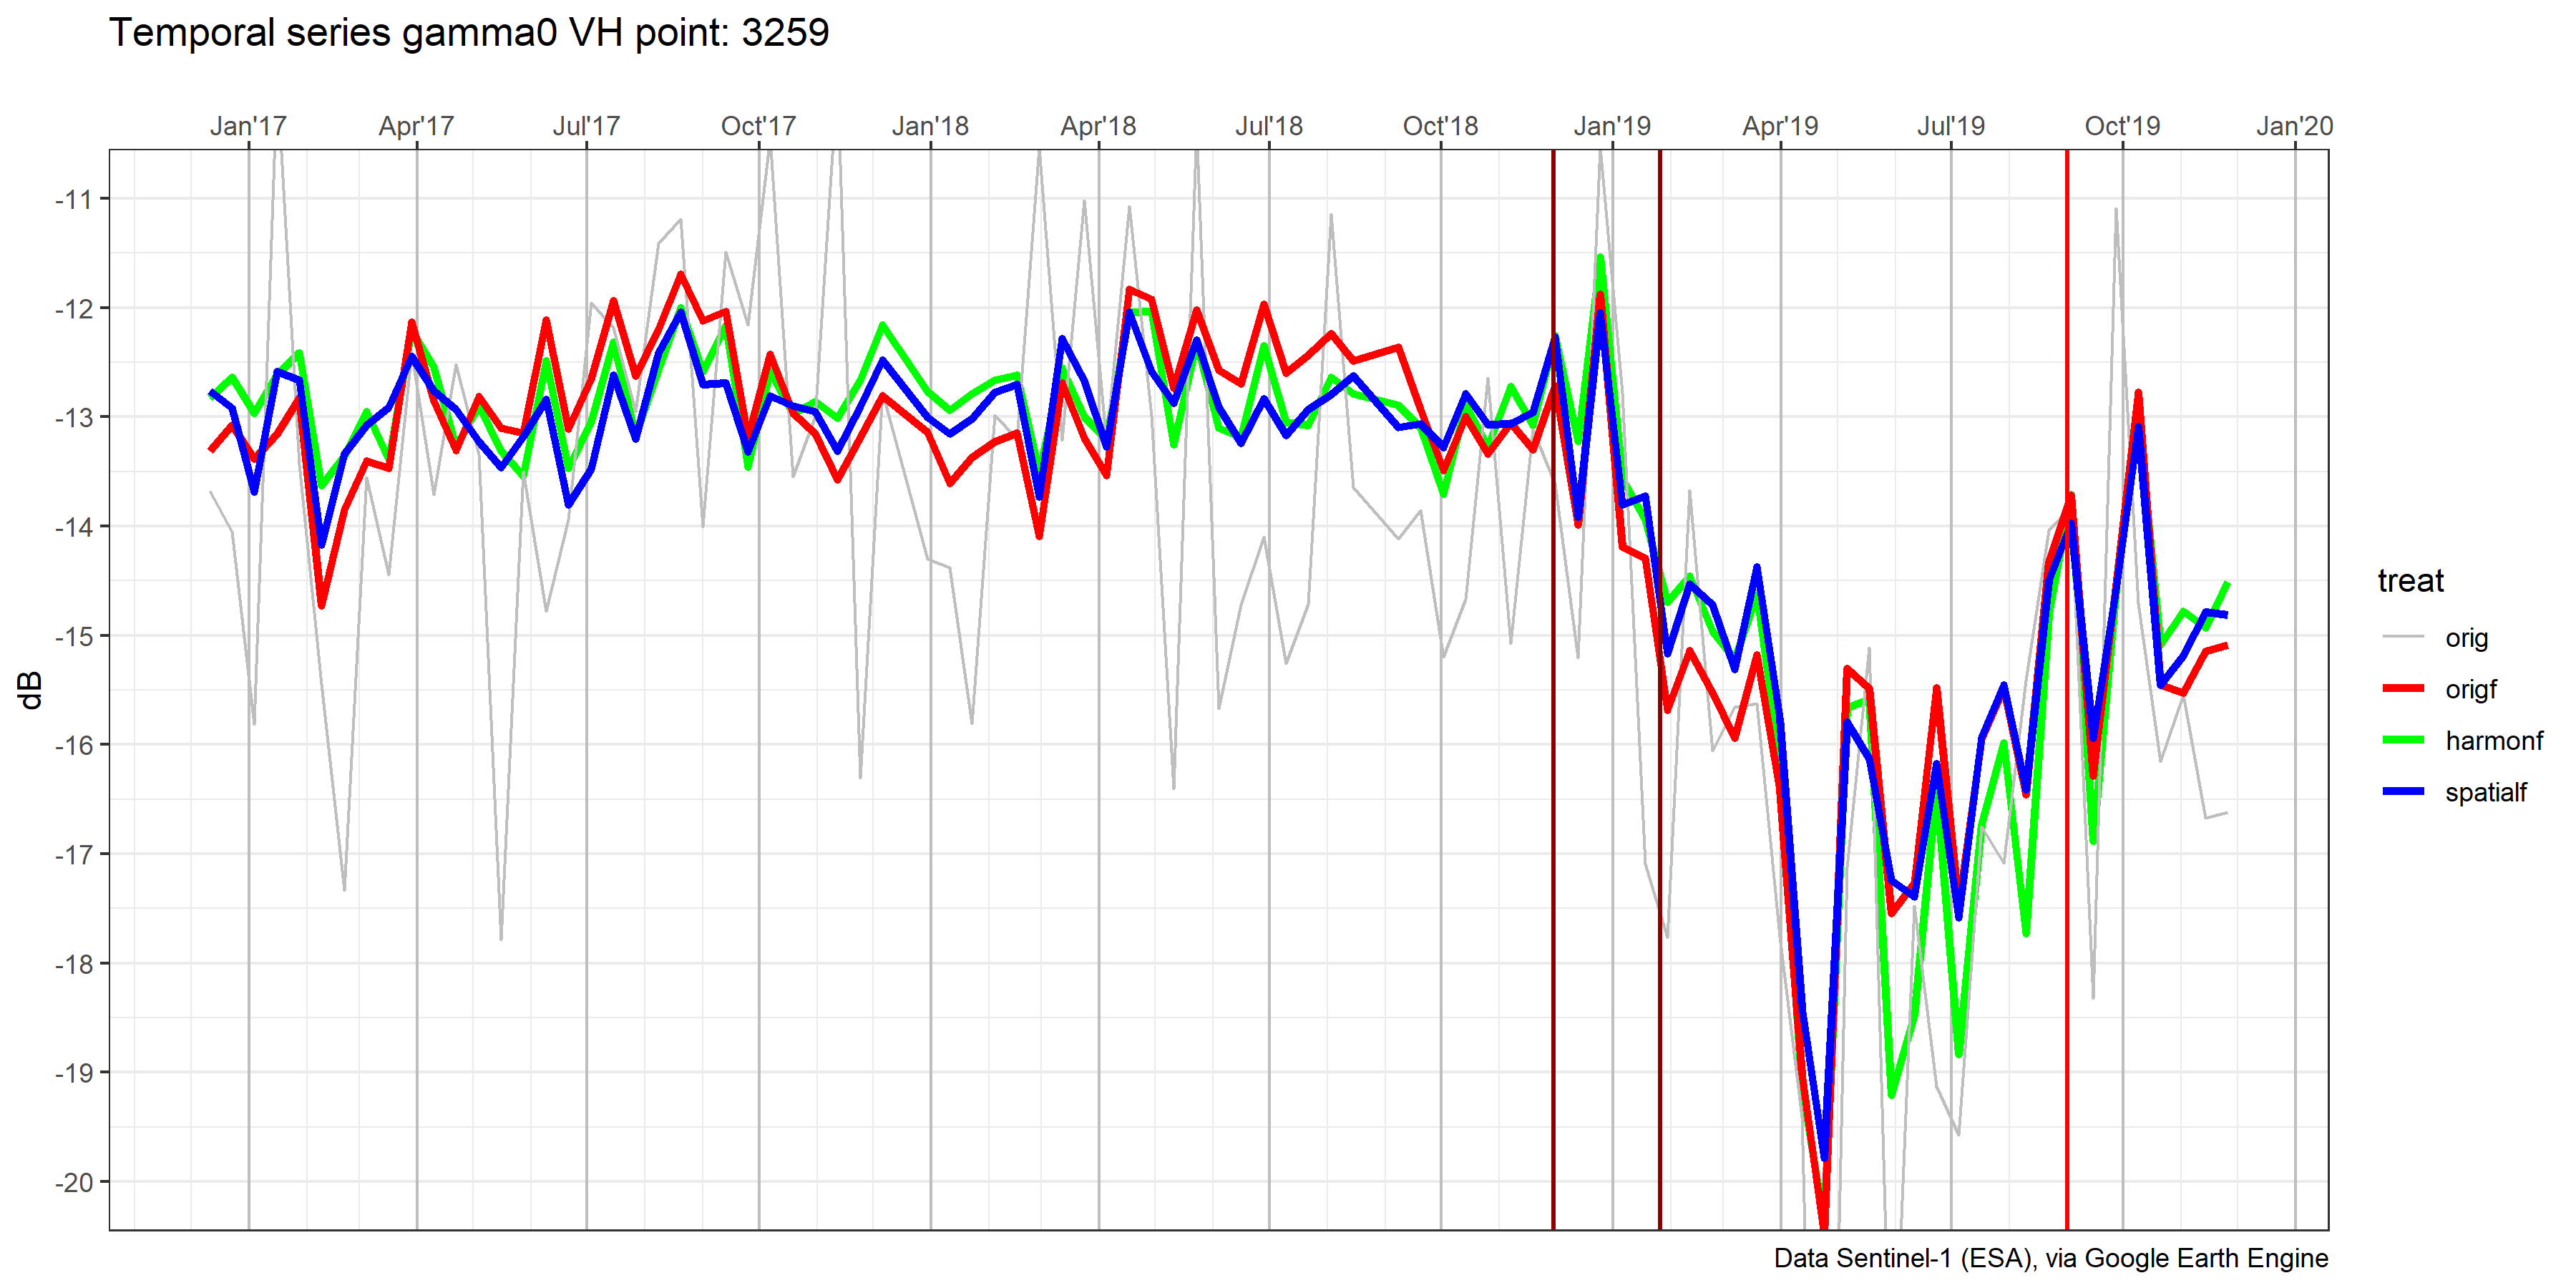 Temporal series gamma0 VH point: 3259
Jan'17 Apr'17 Jul'17 Oct'17 Jan'18 Apr'18 Jul'18 Oct'18 Jan'19 Apr'19 Jul'19 Oct'19 Jan'20
-11
-12
-13
-14
-15
-16
-17
-18
-19
-20
dB
treat
orig
origf
harmonf
spatialf
Data Sentinel-1 (ESA), via Google Earth Engine